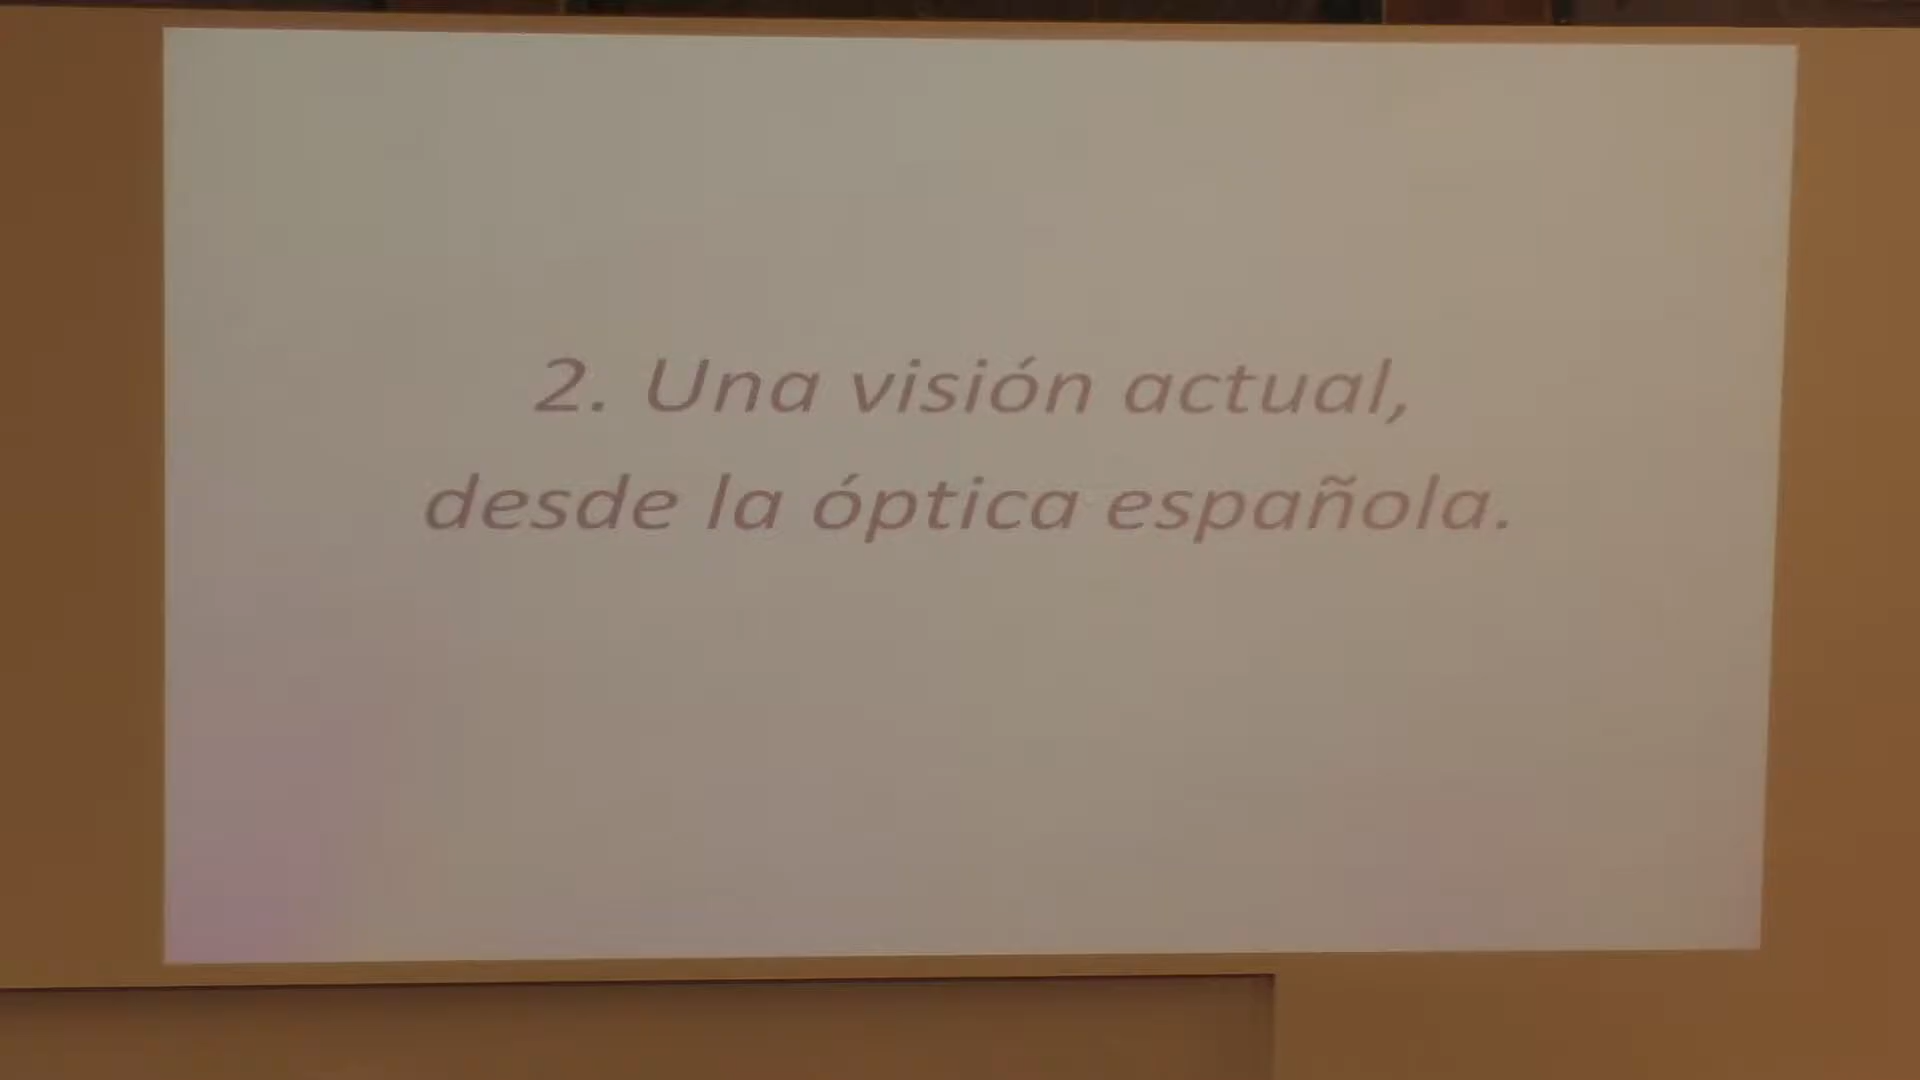 2. Una visión actual,
desde la óptica española.